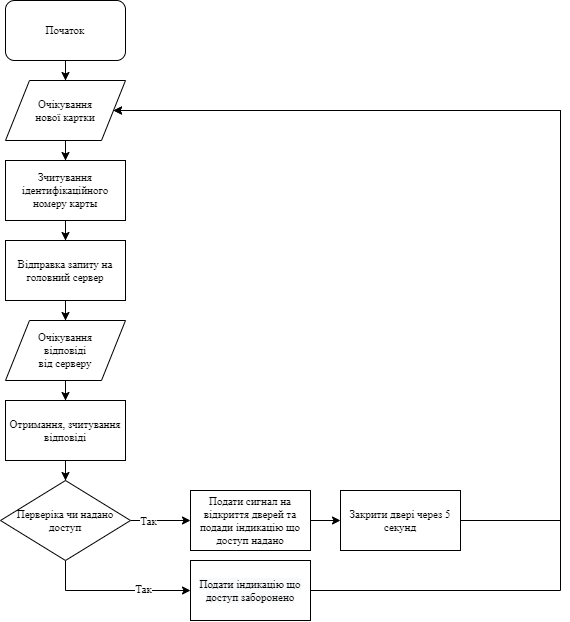 Початок
Очікування
нової картки
Зчитування
ідентифікаційного
номеру карты
Відправка запиту на
головний сервер
Очікування
відповіді
від серверу
Отримання, зчитування
відповіді
Перверіка чи надано
доступ
Так
Подати сигнал на
відкриття дверей та
подади індикацію що
доступ надано
Закрити двері через 5
секунд
Так
Подати індикацію що
доступ заборонено